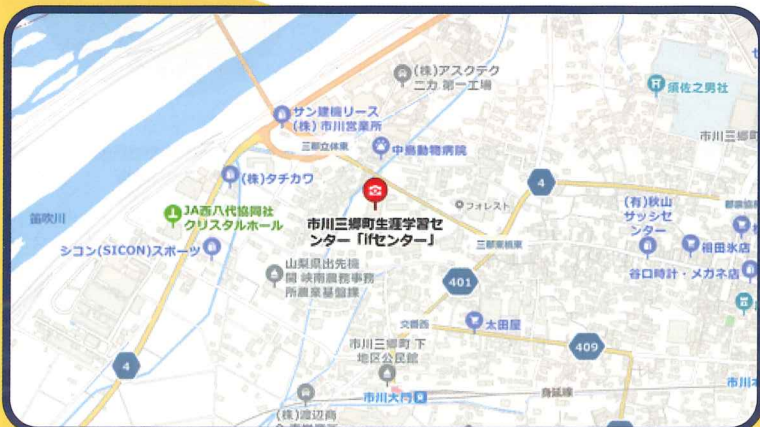 (株)アスクテク
ニカ 第一工場
須佐之男社
サン建機リース
(株) 市川営業所
市川三郷町
三郡立体東
中島動物病院
4
(株)タチカワ
フォレスト
(有)秋山
サッシセ
ンター
JA西八代協同社
クリスタルホール
笛吹川
市川三郷町生涯学習セ
ンター「ifセンター」
三郡東橋東
相田氷店
シコン(SICON)スポーツ
谷口時計・メガネ店
山梨県出先機
関 峡南農務事務
所農業基盤課
401
太田屋
409
市川三郷町 下
地区公民館
4
身延線
市川大門
市川本
(株)渡辺商